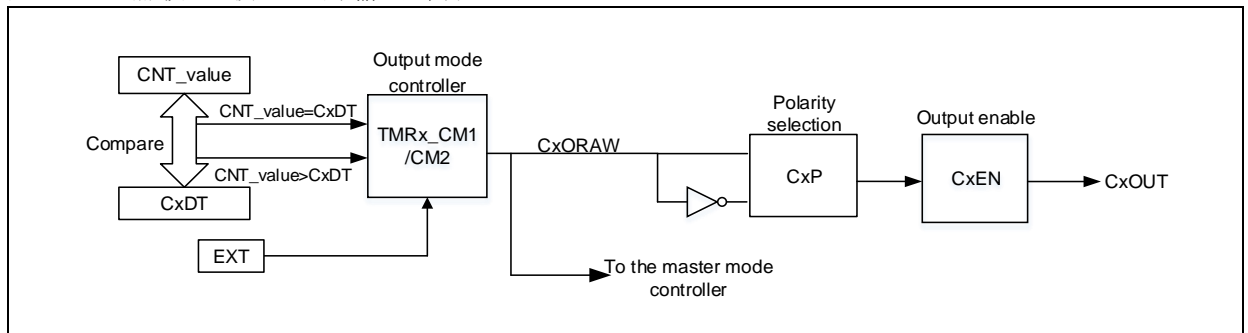 CNT_value
Compare
CxDT
CNT_value=CxDT
CNT_value>CxDT
EXT
Output mode
controller
TMRx_CM1
/CM2
CxORAW
To the master mode
controller
Polarity
selection
CxP
Output enable
CxEN
CxOUT